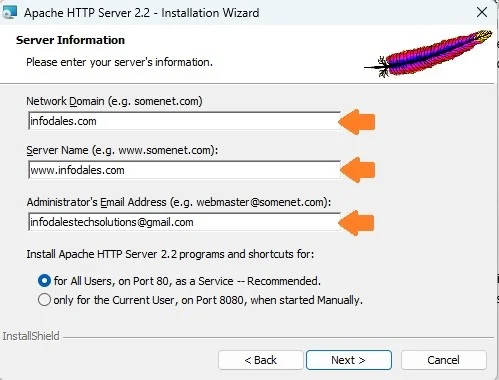 Apache HTTP Server 2.2 - Installation Wizard
Server Information
Please enter your server's information.
Network Domain (e.g. somenet.com)
infodales.com
Server Name (e.g. www.somenet.com):
www.infodales.com
Administrator's Email Address (e.g. webmaster@somenet.com):
infodalestechsolutions@gmail.com
Install Apache HTTP Server 2.2 programs and shortcuts for:
for All Users, on Port 80, as a Service -- Recommended.
only for the Current User, on Port 8080, when started Manually.
InstallShield
< Back Next > Cancel